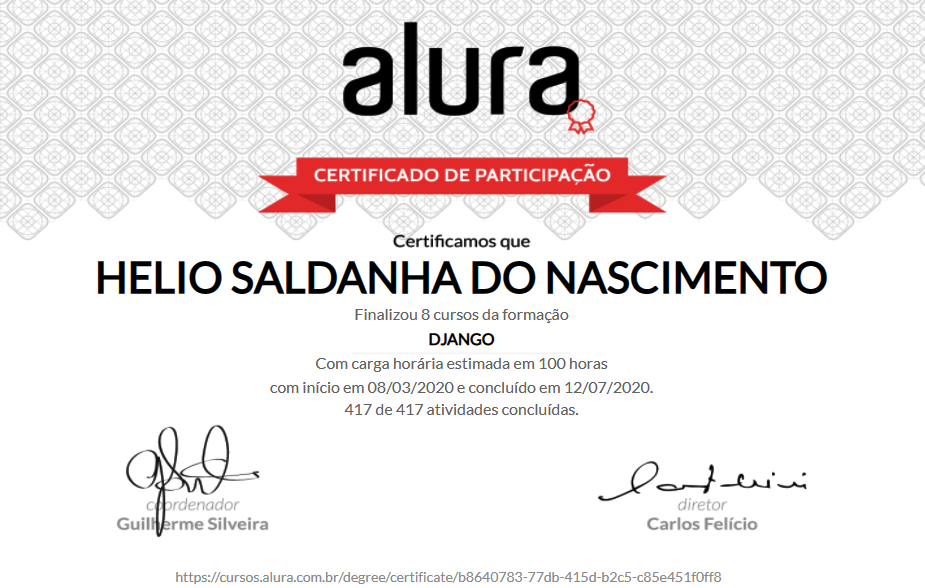 alura
CERTIFICADO DE PARTICIPAÇÃO
Certificamos que
HELIO SALDANHA DO NASCIMENTO
Finalizou 8 cursos da formação
DJANGO
Com carga horária estimada em 100 horas
com início em 08/03/2020 e concluído em 12/07/2020.
417 de 417 atividades concluídas.
coordenador
Guilherme Silveira
diretor
Carlos Felício
https://cursos.alura.com.br/degree/certificate/b8640783-77db-415d-b2c5-c85e451f0ff8